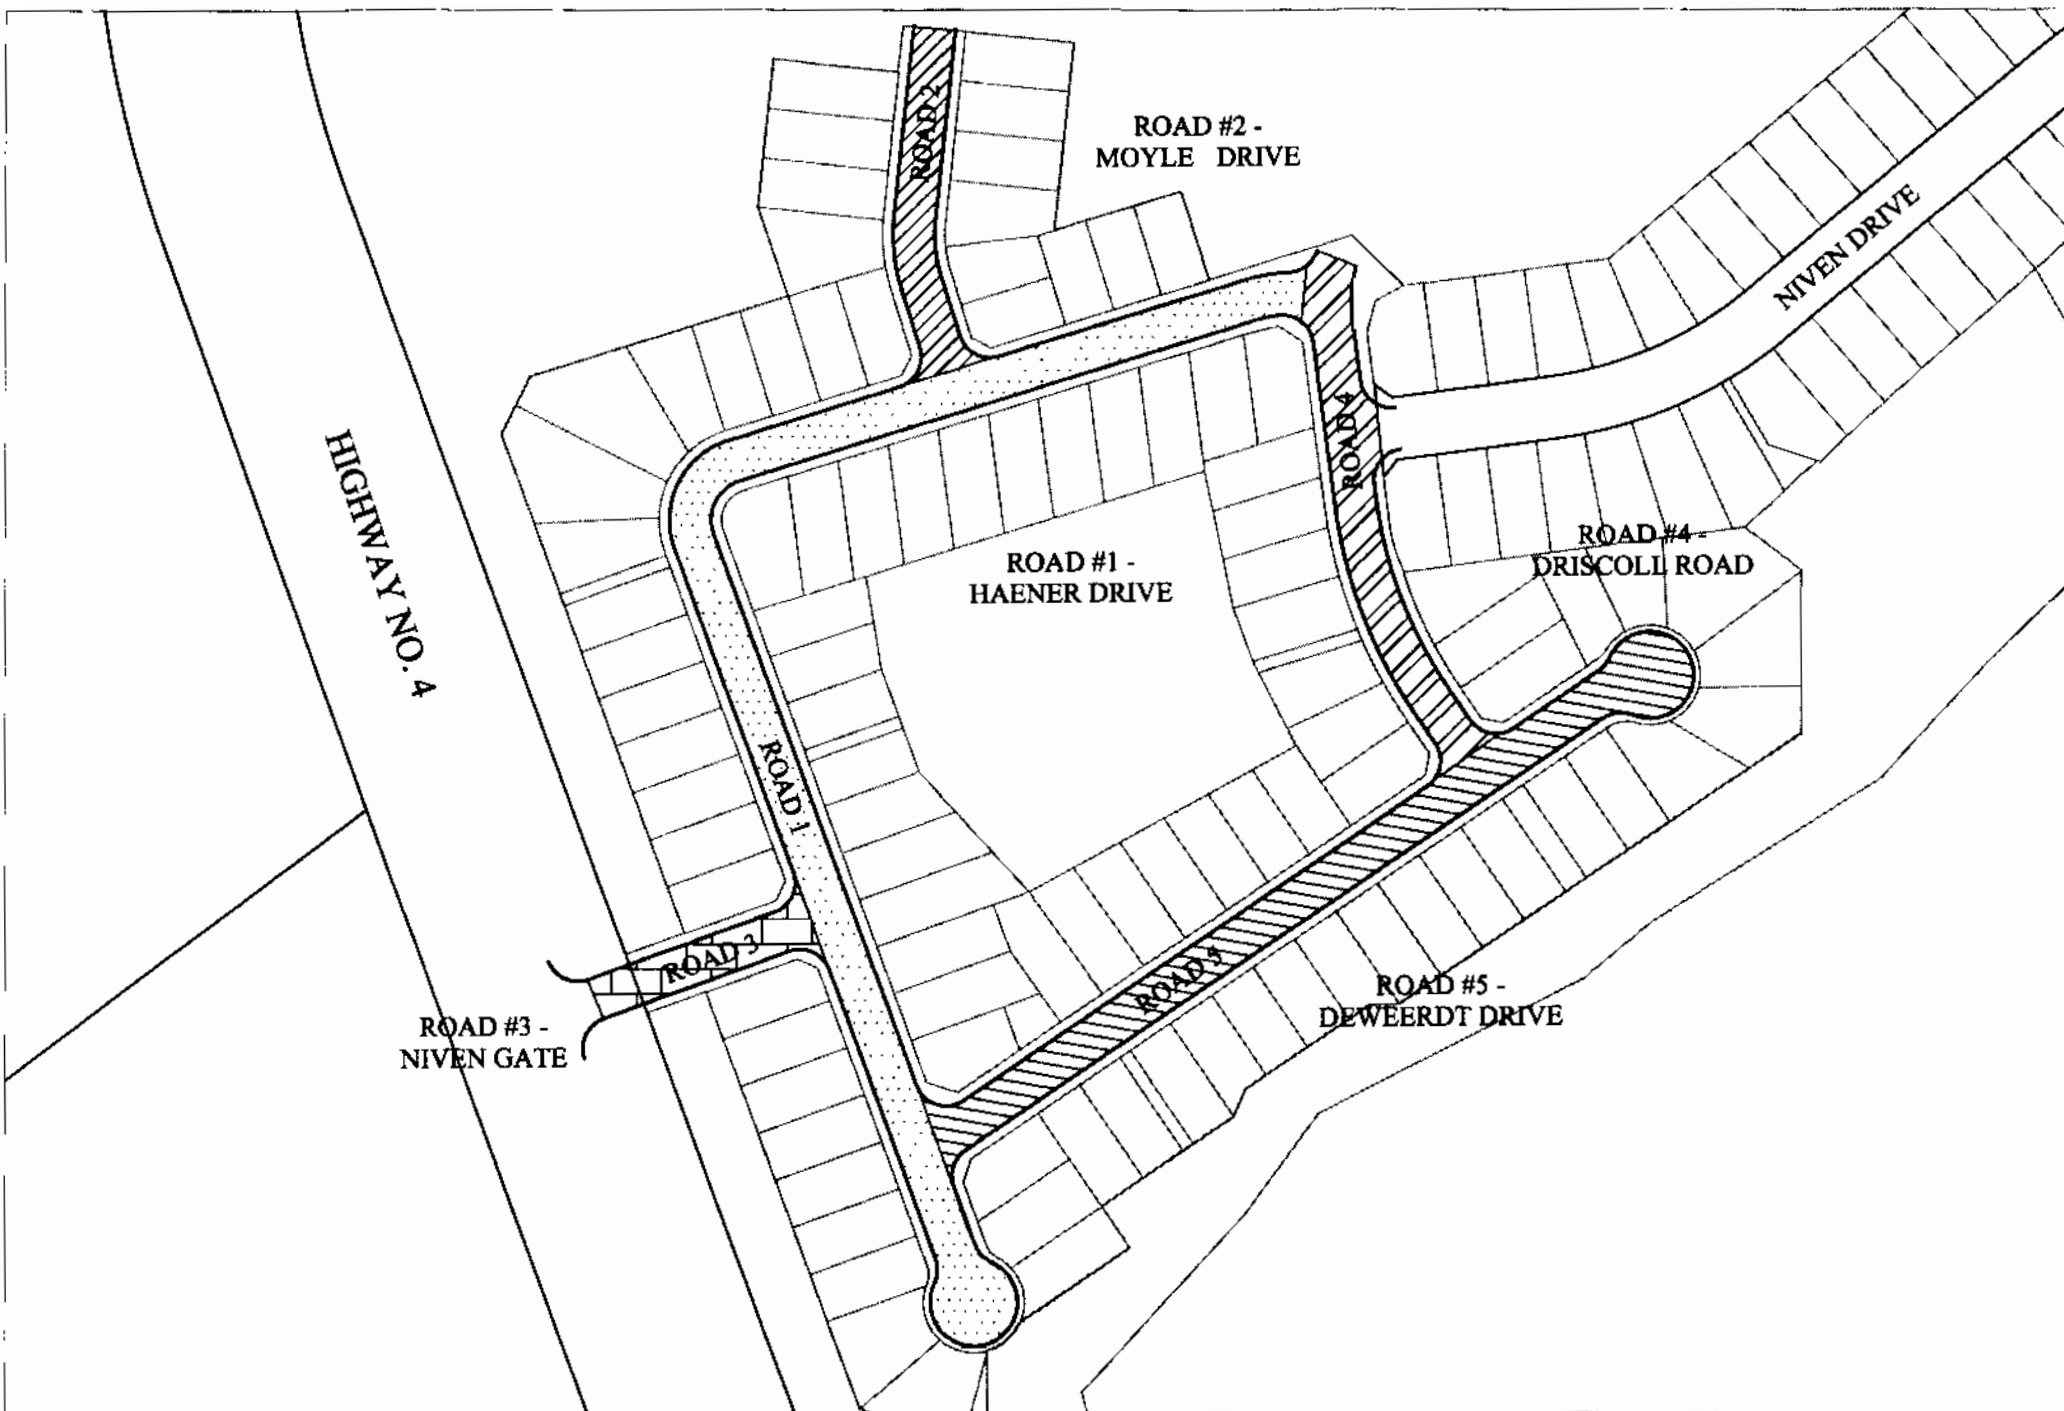 ROAD 2
ROAD #2 -
MOYLE DRIVE
NIVEN DRIVE
ROAD 4
HIGHWAY NO. 4
ROAD #1 -
HAENER DRIVE
ROAD #4 -
DRISCOLL ROAD
ROAD 1
ROAD 3
ROAD 5
ROAD #5 -
DEWEERDT DRIVE
ROAD #3 -
NIVEN GATE